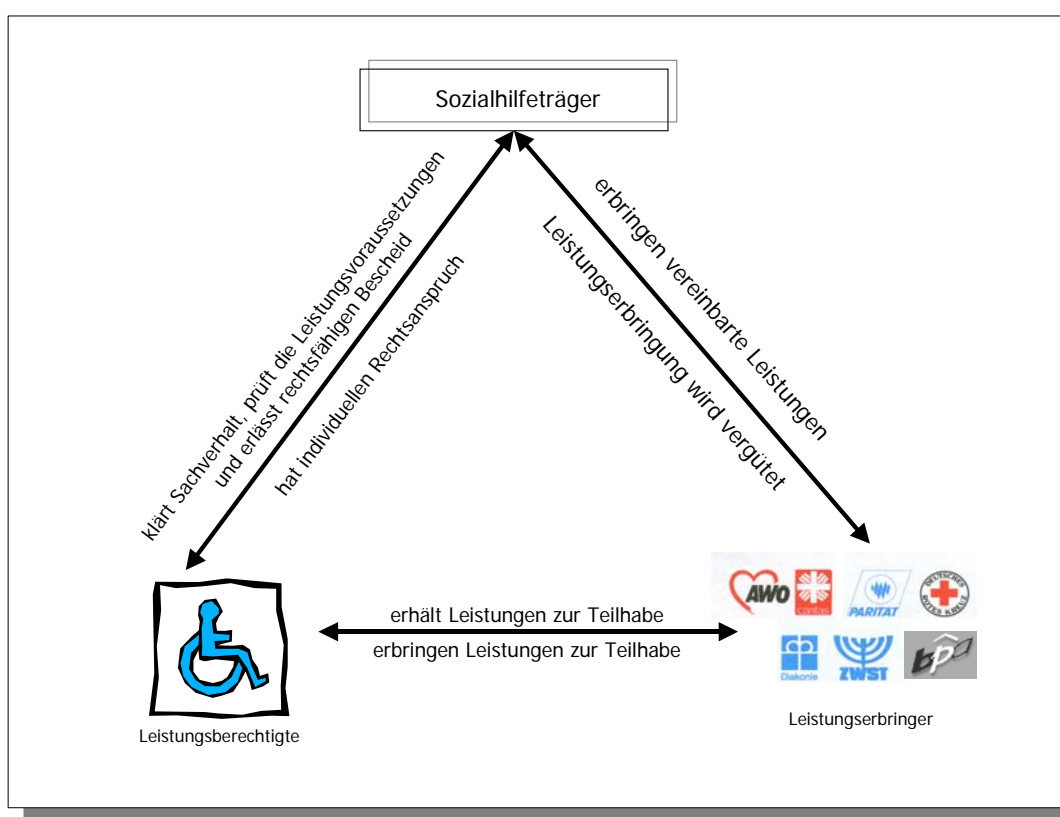 Sozialhilfeträger
klärt Sachverhalt, prüft die Leistungsvoraussetzungen
und erlässt rechtsfähigen Bescheid
hat individuellen Rechtsanspruch
erbringen vereinbarte Leistungen
Leistungserbringung wird vergütet
erhält Leistungen zur Teilhabe
erbringen Leistungen zur Teilhabe
AWO
caritas
PARITÄT
DEUTSCHES
ROTES KREUZ
Diakonie
ZWST
bpa
Leistungsberechtigte
Leistungserbringer